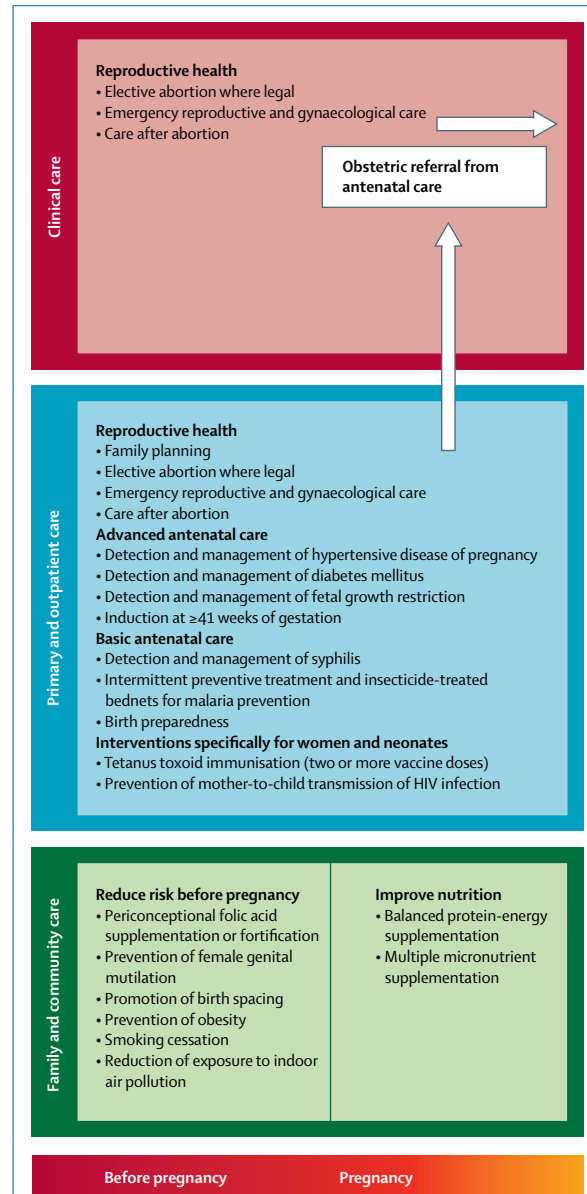 Clinical care
Reproductive health
• Elective abortion where legal
• Emergency reproductive and gynaecological care
• Care after abortion
Obstetric referral from
antenatal care
Primary and outpatient care
Reproductive health
• Family planning
• Elective abortion where legal
• Emergency reproductive and gynaecological care
• Care after abortion
Advanced antenatal care
• Detection and management of hypertensive disease of pregnancy
• Detection and management of diabetes mellitus
• Detection and management of fetal growth restriction
• Induction at ≥41 weeks of gestation
Basic antenatal care
• Detection and management of syphilis
• Intermittent preventive treatment and insecticide-treated
bednets for malaria prevention
• Birth preparedness
Interventions specifically for women and neonates
• Tetanus toxoid immunisation (two or more vaccine doses)
• Prevention of mother-to-child transmission of HIV infection
Family and community care
Reduce risk before pregnancy
• Periconceptional folic acid
supplementation or fortification
• Prevention of female genital
mutilation
• Promotion of birth spacing
• Prevention of obesity
• Smoking cessation
• Reduction of exposure to indoor
air pollution
Improve nutrition
• Balanced protein-energy
supplementation
• Multiple micronutrient
supplementation
Before pregnancy
Pregnancy